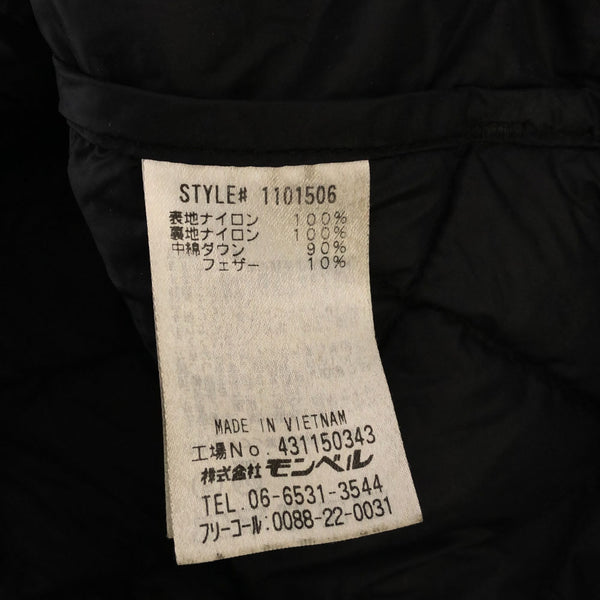 STYLE# 1101506
表地ナイロン 100%
裏地ナイロン 100%
中綿ダウン 90%
フェザー 10%
MADE IN VIETNAM
工場No. 431150343
株式会社 モンベル
TEL. 06-6531-3544
フリーコール:0088-22-0031